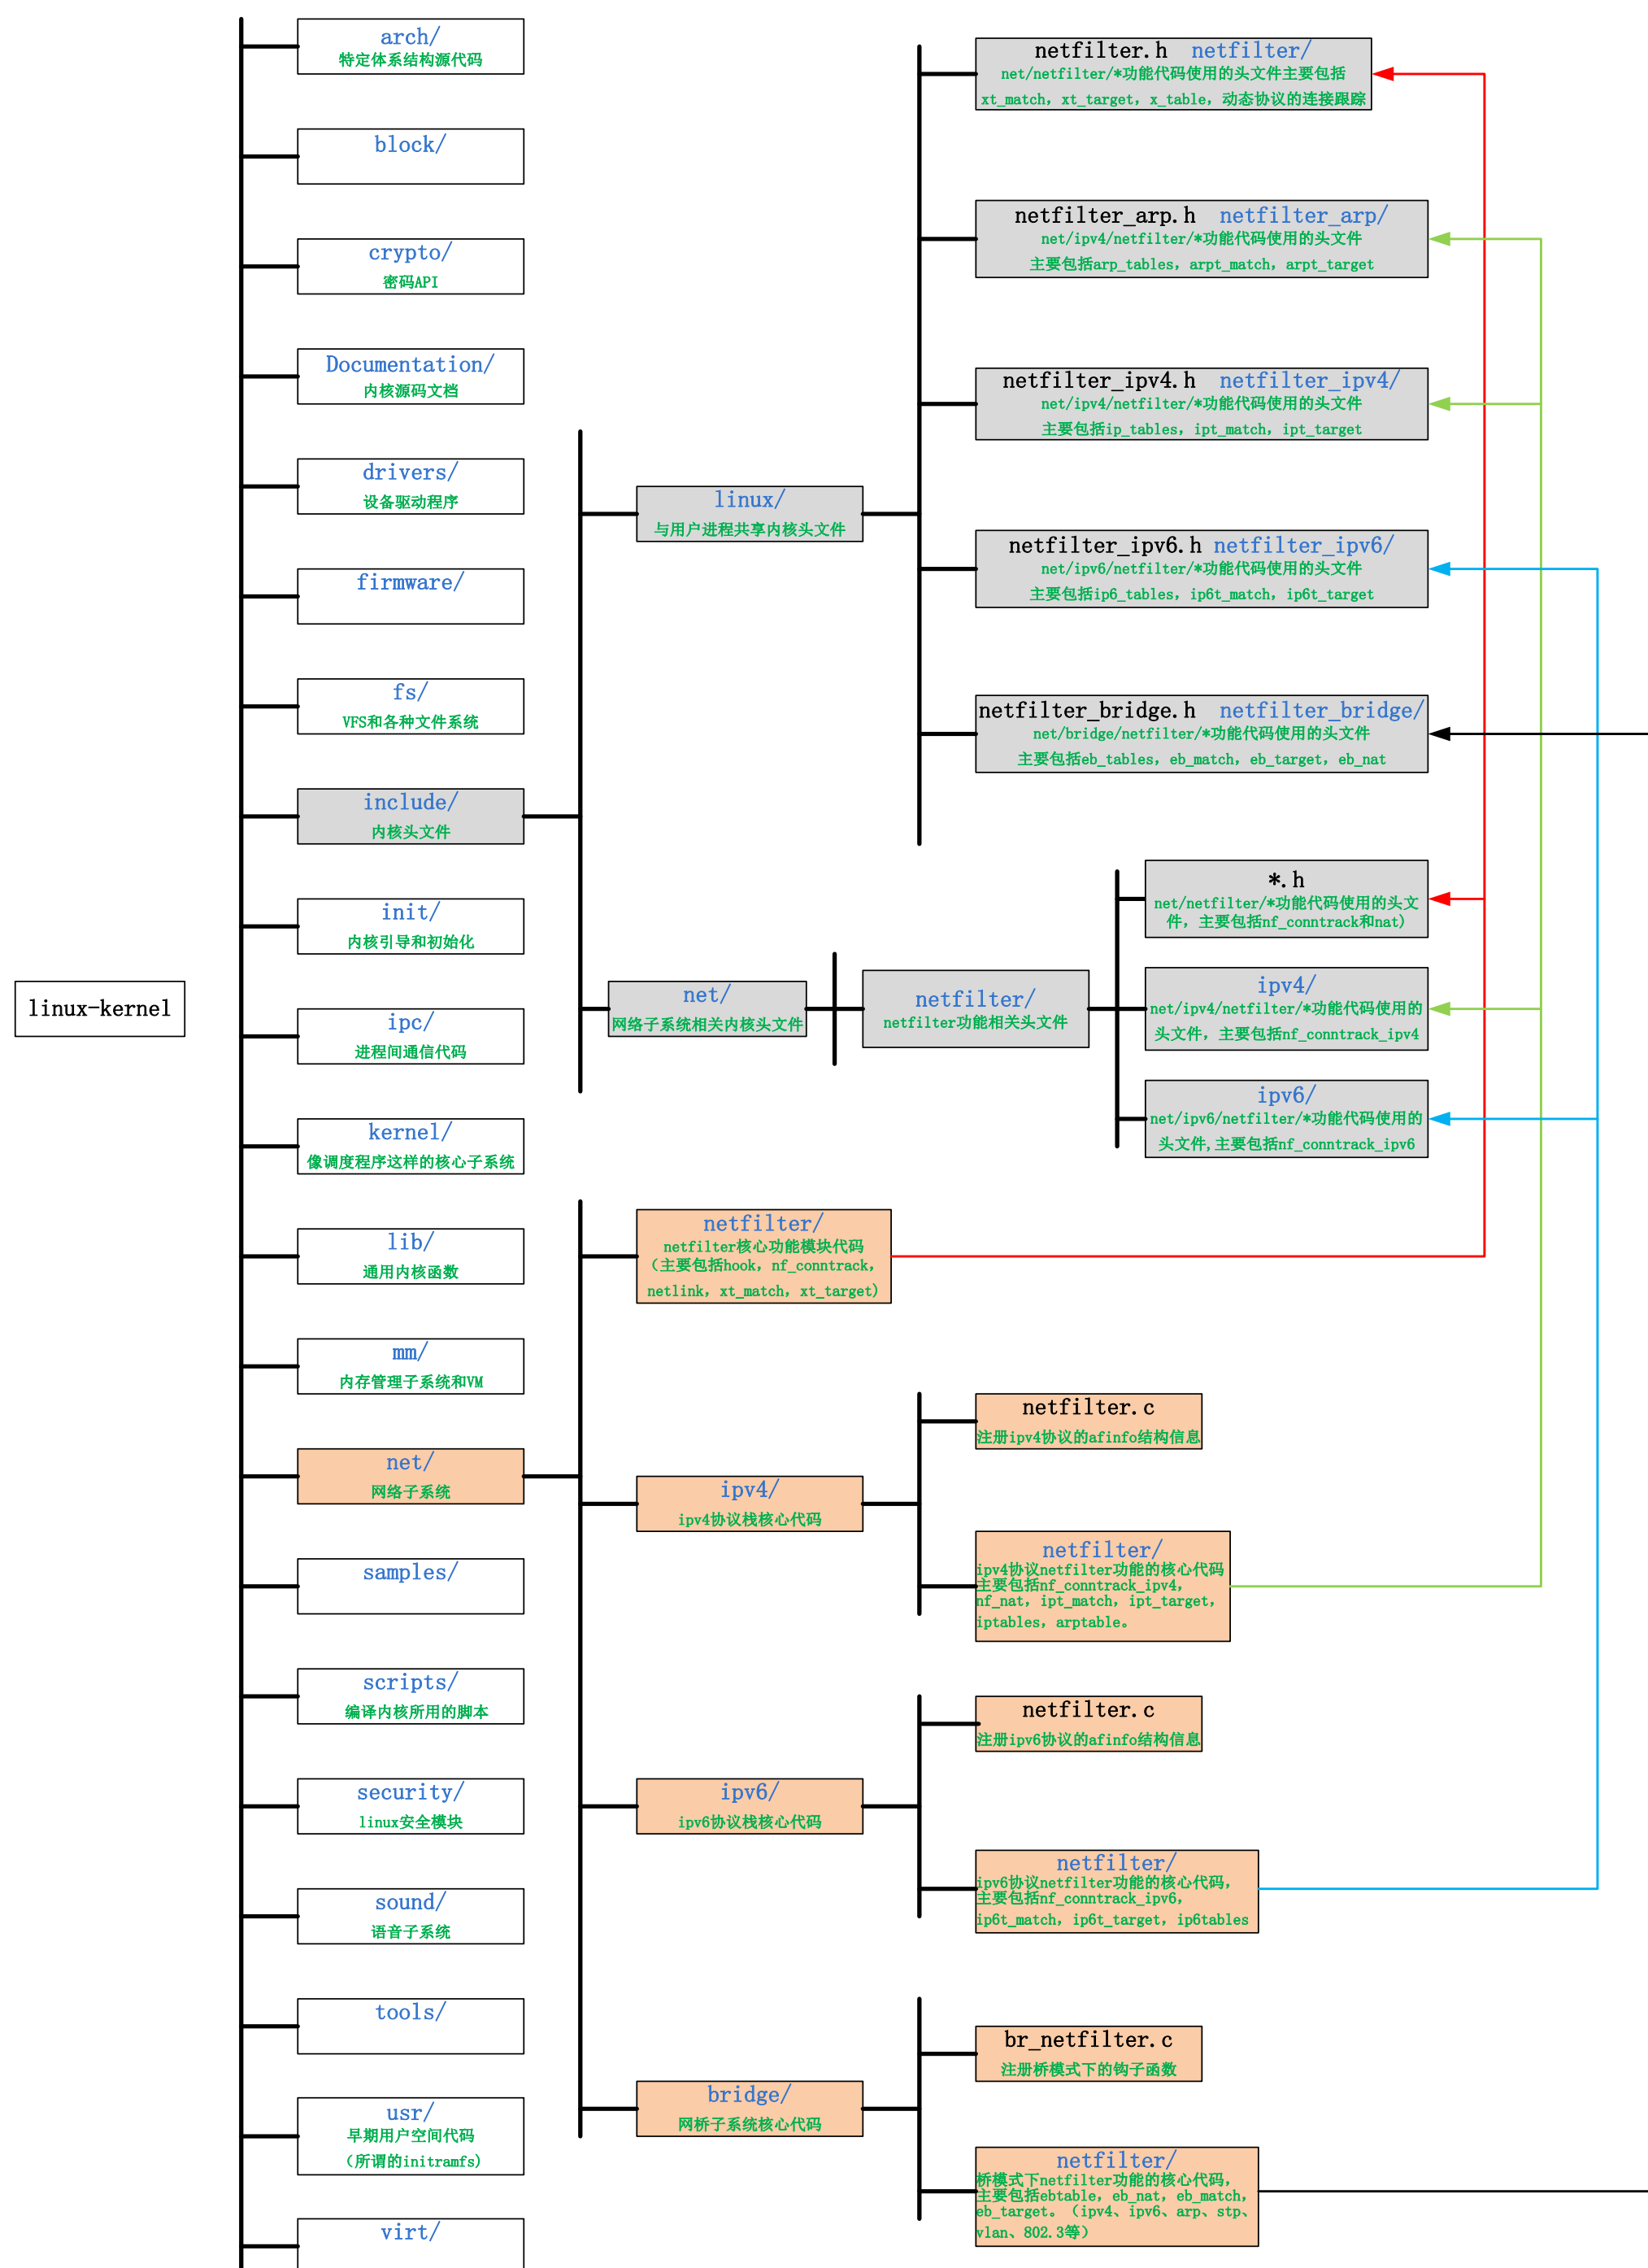 linux-kernel
arch/
特定体系结构源代码
block/
crypto/
密码API
Documentation/
内核源码文档
drivers/
设备驱动程序
firmware/
fs/
VFS和各种文件系统
include/
内核头文件
init/
内核引导和初始化
ipc/
进程间通信代码
kernel/
像调度程序这样的核心子系统
lib/
通用内核函数
mm/
内存管理子系统和VM
net/
网络子系统
samples/
scripts/
编译内核所用的脚本
security/
linux安全模块
sound/
语音子系统
tools/
usr/
早期用户空间代码
（所谓的initramfs)
virt/
linux/
与用户进程共享内核头文件
netfilter.h netfilter/
net/netfilter/*功能代码使用的头文件主要包括
xt_match，xt_target，x_table，动态协议的连接跟踪
netfilter_arp.h netfilter_arp/
net/ipv4/netfilter/*功能代码使用的头文件
主要包括arp_tables，arpt_match，arpt_target
netfilter_ipv4.h netfilter_ipv4/
net/ipv4/netfilter/*功能代码使用的头文件
主要包括ip_tables，ipt_match，ipt_target
netfilter_ipv6.h netfilter_ipv6/
net/ipv6/netfilter/*功能代码使用的头文件
主要包括ip6_tables，ip6t_match，ip6t_target
netfilter_bridge.h netfilter_bridge/
net/bridge/netfilter/*功能代码使用的头文件
主要包括eb_tables，eb_match，eb_target，eb_nat
net/
网络子系统相关内核头文件
netfilter/
netfilter功能相关头文件
*.h
net/netfilter/*功能代码使用的头文
件，主要包括nf_conntrack和nat)
ipv4/
net/ipv4/netfilter/*功能代码使用的
头文件，主要包括nf_conntrack_ipv4
ipv6/
net/ipv6/netfilter/*功能代码使用的
头文件,主要包括nf_conntrack_ipv6
netfilter/
netfilter核心功能模块代码
（主要包括hook，nf_conntrack，
netlink，xt_match，xt_target)
ipv4/
ipv4协议栈核心代码
netfilter.c
注册ipv4协议的afinfo结构信息
netfilter/
ipv4协议netfilter功能的核心代码
主要包括nf_conntrack_ipv4，
nf_nat，ipt_match，ipt_target，
iptables，arptable。
ipv6/
ipv6协议栈核心代码
netfilter.c
注册ipv6协议的afinfo结构信息
netfilter/
ipv6协议netfilter功能的核心代码，
主要包括nf_conntrack_ipv6，
ip6t_match，ip6t_target，ip6tables
bridge/
网桥子系统核心代码
br_netfilter.c
注册桥模式下的钩子函数
netfilter/
桥模式下netfilter功能的核心代码，
主要包括ebtable，eb_nat，eb_match，
eb_target。（ipv4、ipv6、arp、stp、
vlan、802.3等）